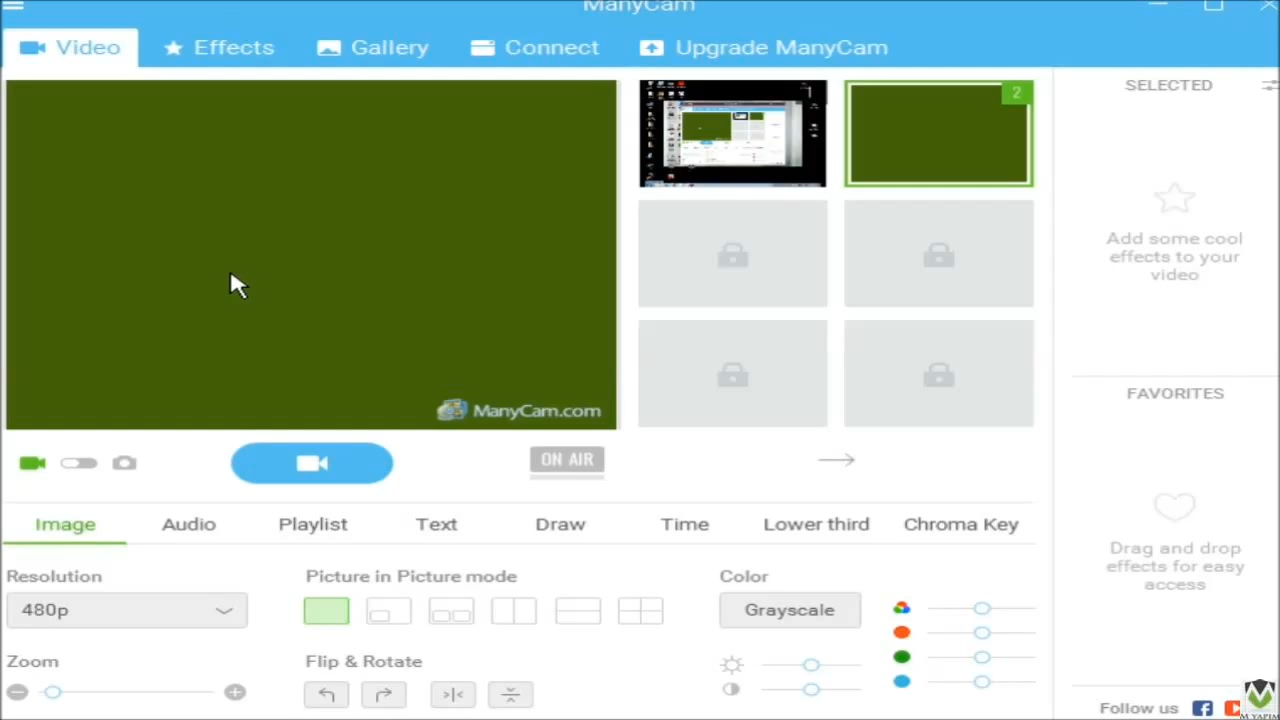 ManyCam
Video
Effects
Gallery
Connect
Upgrade ManyCam
2
SELECTED
Add some cool
effects to your
video
ManyCam.com
FAVORITES
ON AIR
Drag and drop
effects for easy
access
Image
Audio
Playlist
Text
Draw
Time
Lower third
Chroma Key
Resolution
Picture in Picture mode
Color
480p
Grayscale
Zoom
Flip & Rotate
Follow us
M.YAPIM